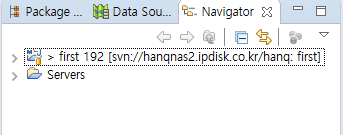 Package ... Data Sou... Navigator
> first 192 [svn://hanqnas2.ipdisk.co.kr/hanq: first]
Servers